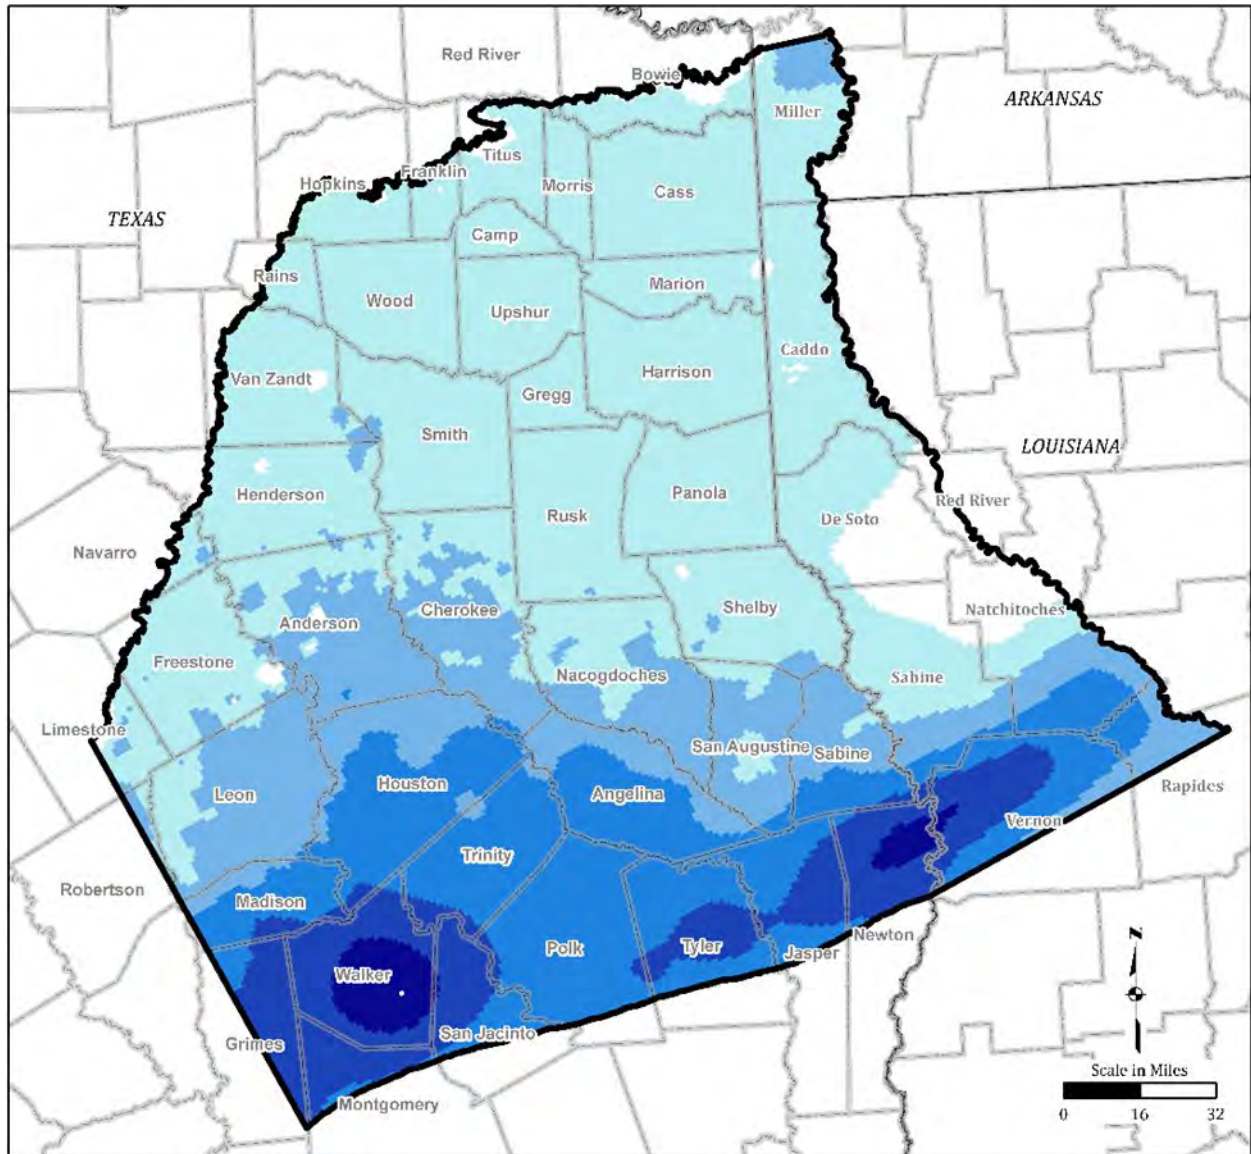 Red River
Bowie
ARKANSAS
Miller
Titus
Franklin
Hopkins
Morris
Cass
TEXAS
Camp
Rains
Marion
Wood
Upshur
Caddo
Harrison
Van Zandt
Gregg
Smith
LOUISIANA
Henderson
Panola
Red River
Rusk
De Soto
Navarro
Shelby
Natchitoches
Cherokee
Anderson
Freestone
Nacogdoches
Sabine
Limestone
San Augustine
Sabine
Houston
Leon
Angelina
Rapides
Vernon
Trinity
Robertson
Madison
Newton
Tyler
Polk
Jasper
Walker
N
San Jacinto
Grimes
Scale in Miles
Montgomery
0 16 32